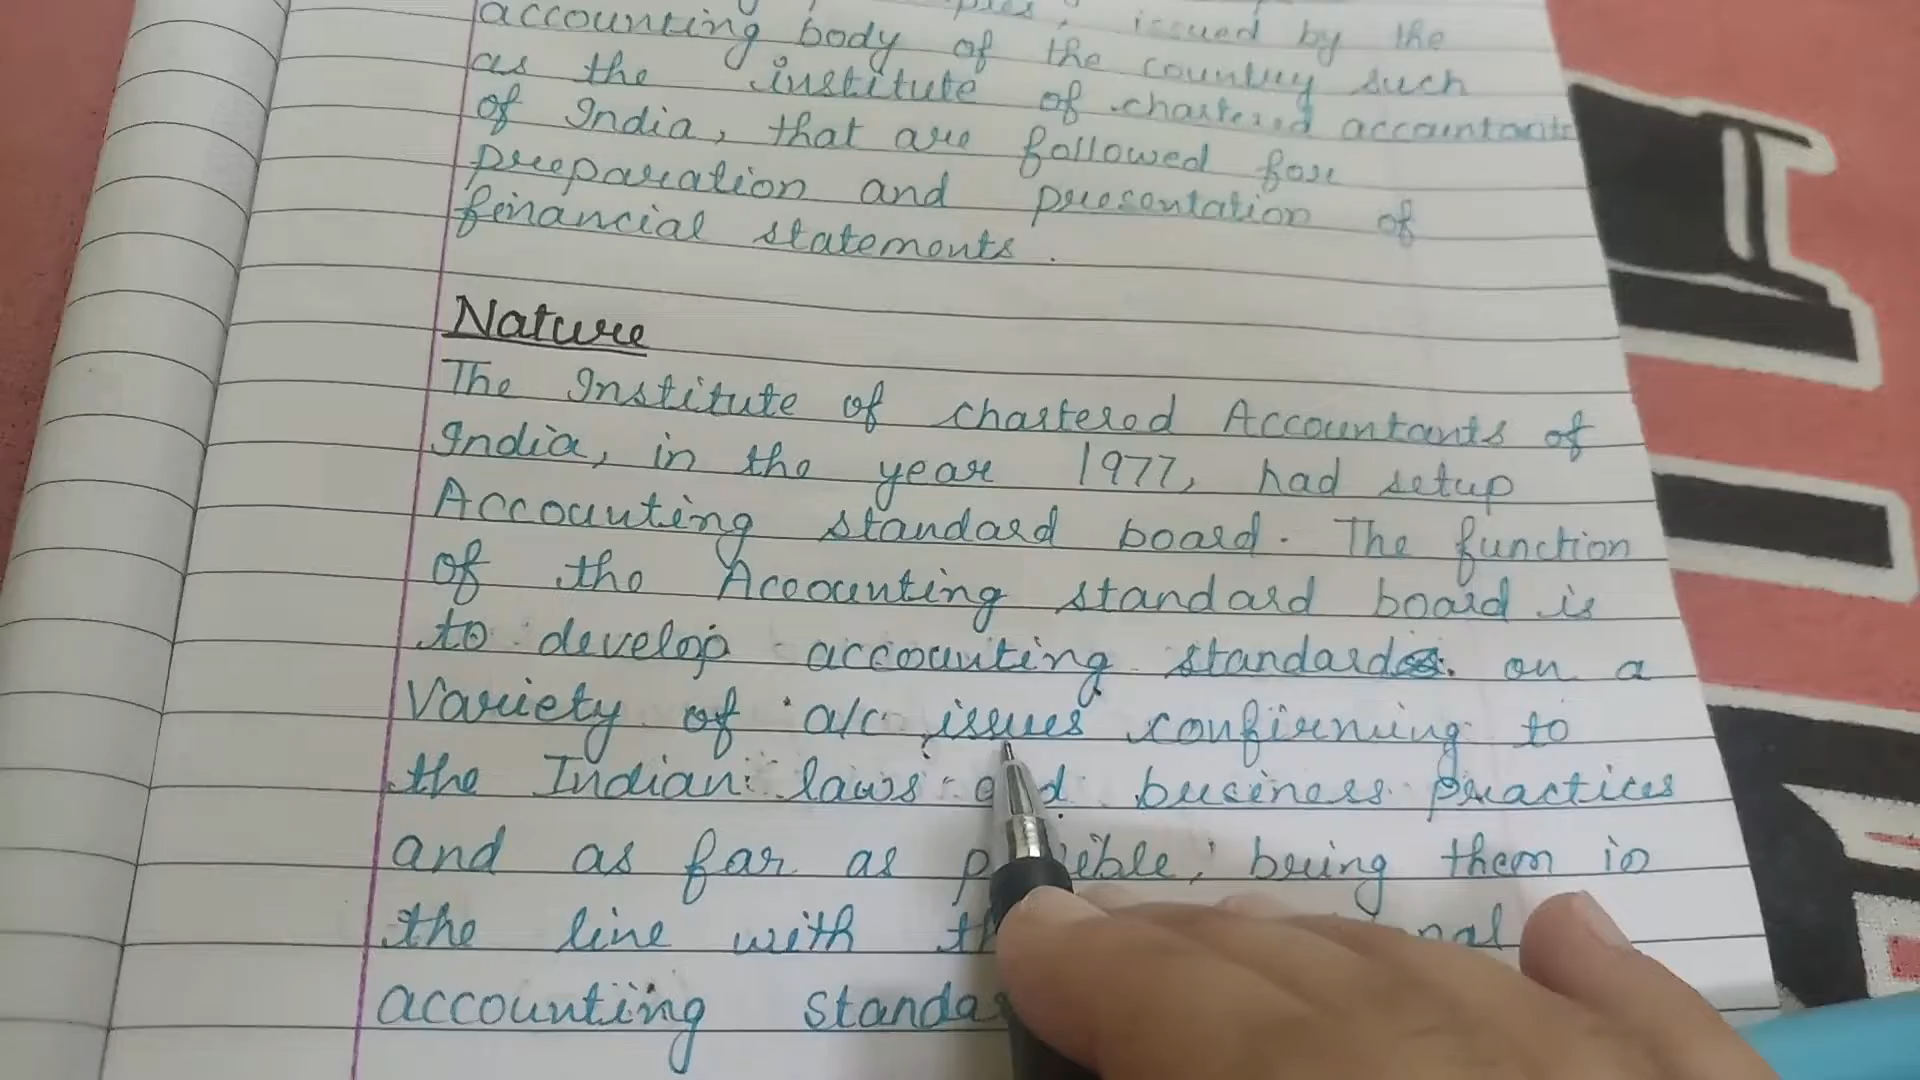 issued by the
accounting body of the country such
as the institute of chartered accountants
of India, that are followed for
preparation and presentation of
financial statements.
Nature
The Institute of chartered Accountants of
India, in the year 1977, had setup
Accounting standard board. The function
of the Accounting standard board is
to develop accounting standards on a
Variety of a/c issues confirming to
the Indian laws and business practices
and as far as possible, bring them in
the line with
accounting